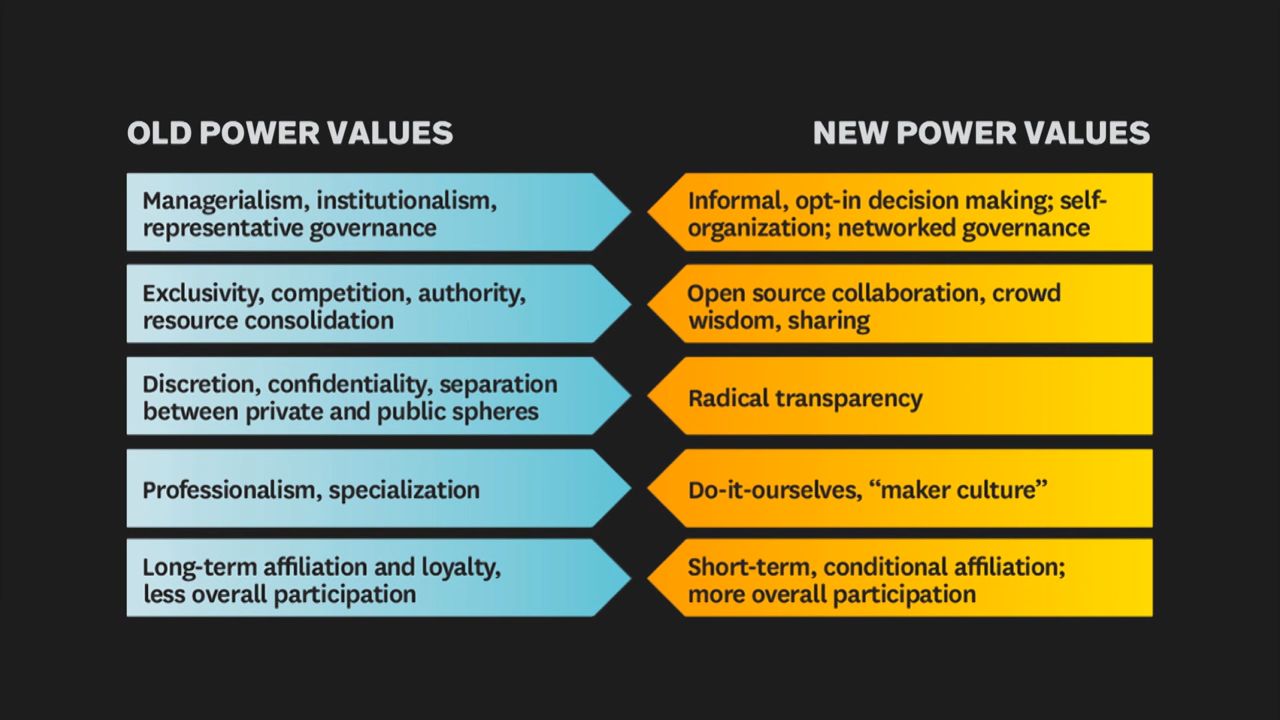 OLD POWER VALUES
NEW POWER VALUES
Managerialism, institutionalism,
representative governance
Informal, opt-in decision making; self-
organization; networked governance
Exclusivity, competition, authority,
resource consolidation
Open source collaboration, crowd
wisdom, sharing
Discretion, confidentiality, separation
between private and public spheres
Radical transparency
Professionalism, specialization
Do-it-ourselves, “maker culture”
Long-term affiliation and loyalty,
less overall participation
Short-term, conditional affiliation;
more overall participation